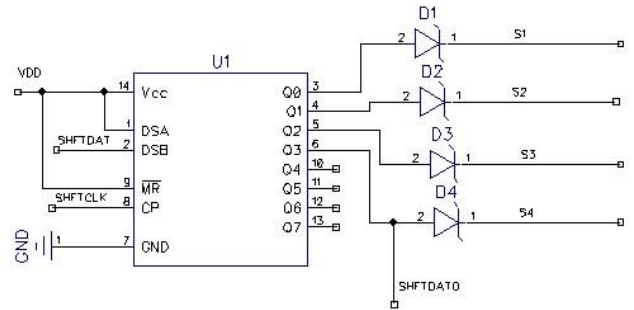 D1
2 1 S1
U1
VDD
D2
14 Vcc Q0 3
2 1 S2
Q1 4
1 DSA Q2 5
D3
SHFTDAT 2 DSB Q3 6
2 1 S3
Q4 10
9 MR Q5 11
D4
SHFTCLK 8 CP Q6 12
2 1 S4
Q7 13
GND 1 7 GND
SHFTDATO